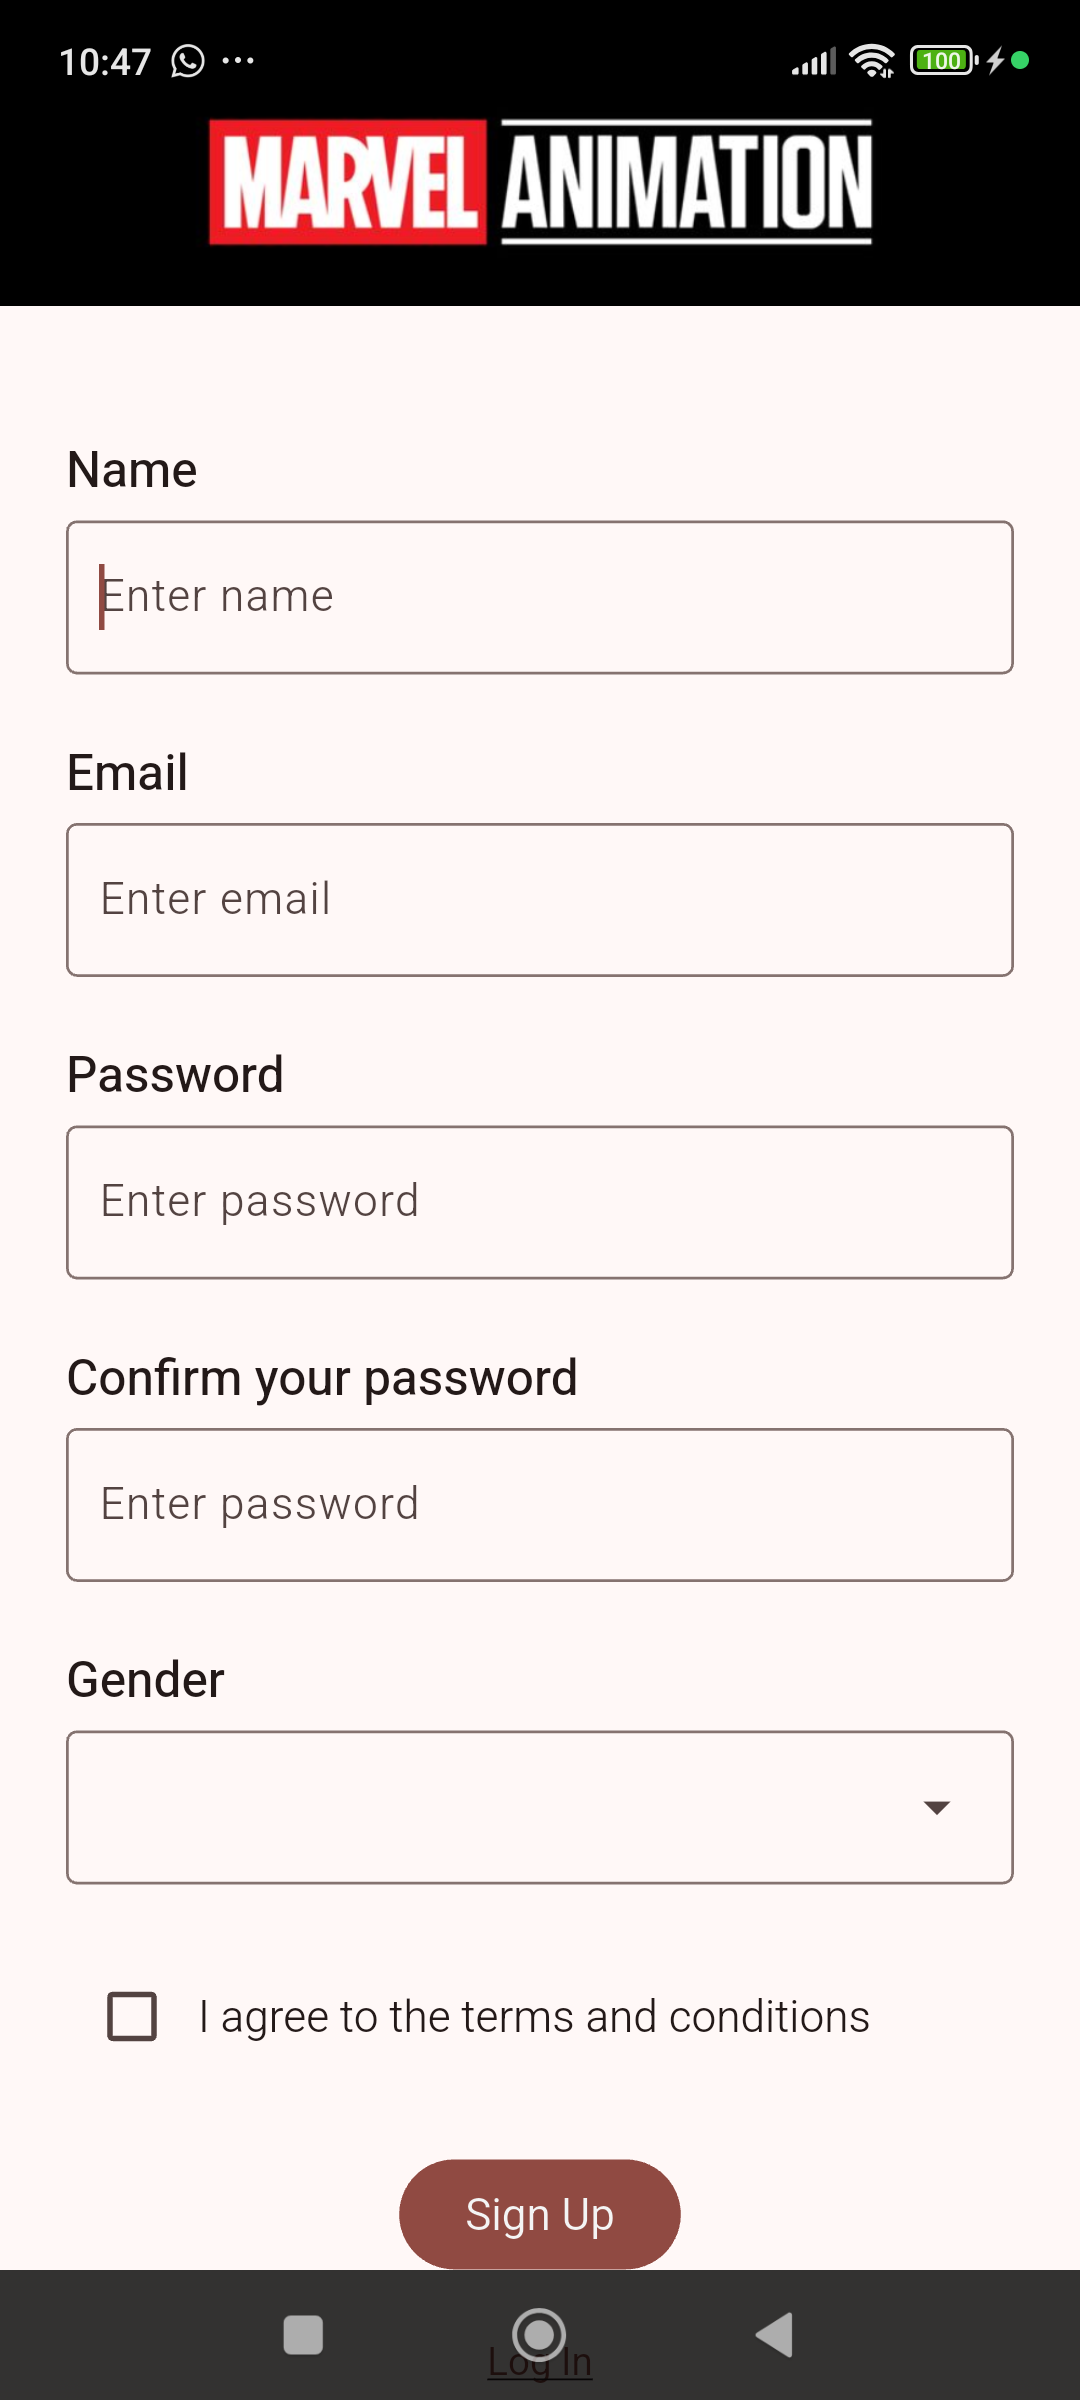 10:47
100
MARVEL ANIMATION
Name
Enter name
Email
Enter email
Password
Enter password
Confirm your password
Enter password
Gender
I agree to the terms and conditions
Sign Up
Log In